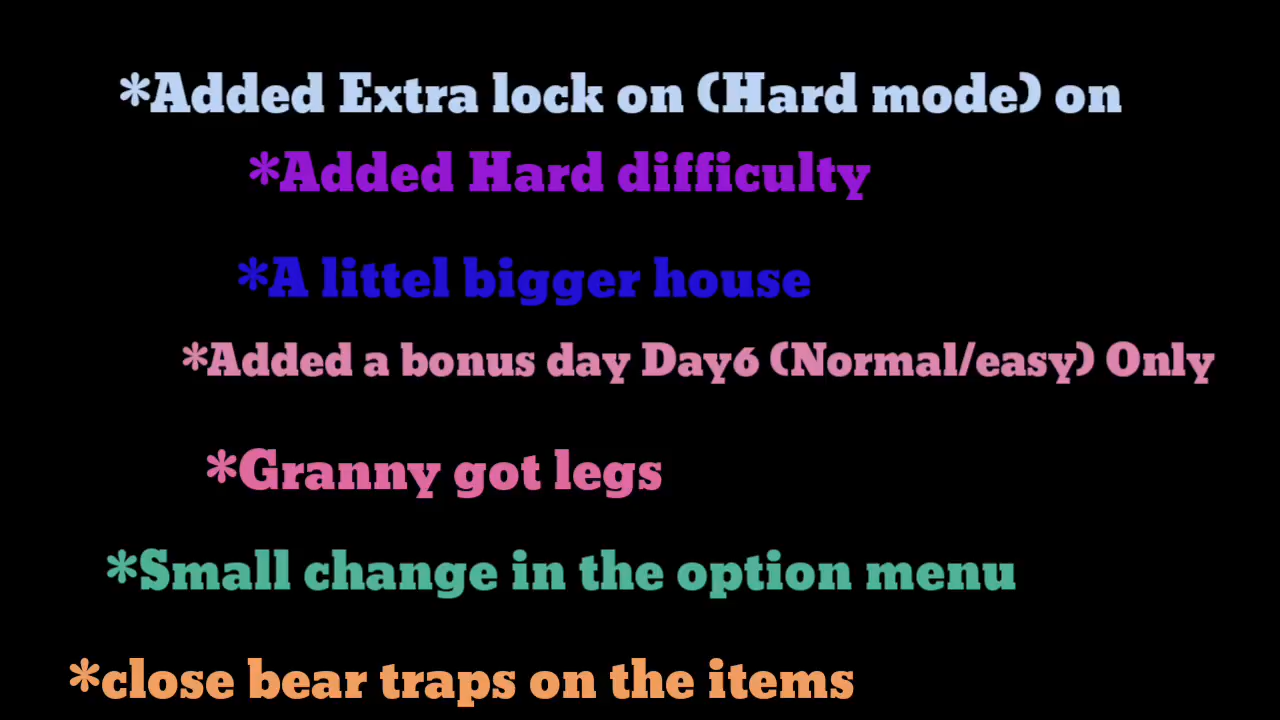 *Added Extra lock on (Hard mode) on
*Added Hard difficulty
*A littel bigger house
*Added a bonus day Day6 (Normal/easy) Only
*Granny got legs
*Small change in the option menu
*close bear traps on the items